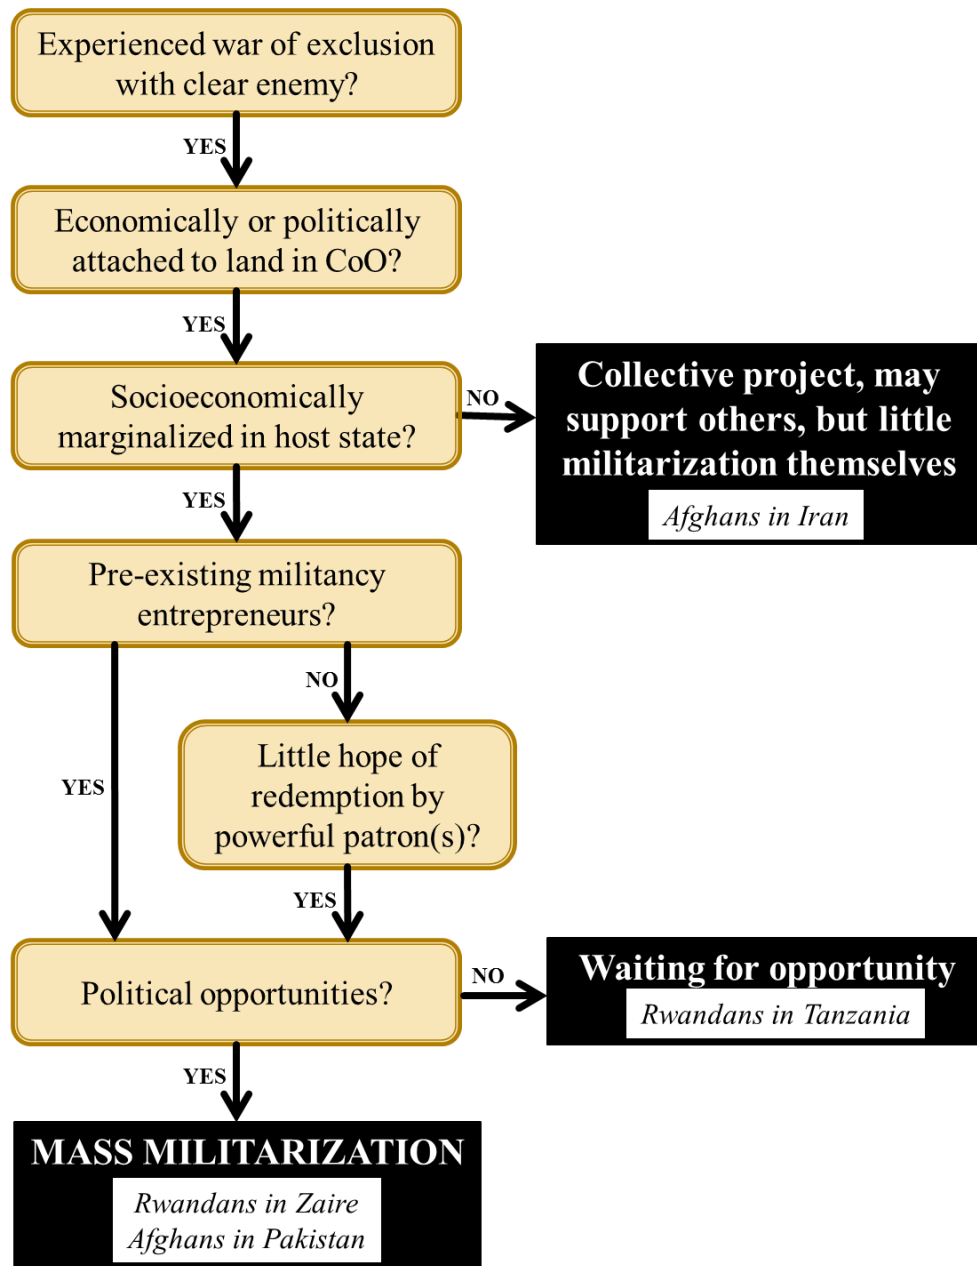 Experienced war of exclusion
with clear enemy?
YES
Economically or politically
attached to land in CoO?
YES
Socioeconomically
marginalized in host state?
NO
Collective project, may
support others, but little
militarization themselves
Afghans in Iran
YES
Pre-existing militancy
entrepreneurs?
NO
YES
Little hope of
redemption by
powerful patron(s)?
YES
Political opportunities?
NO
Waiting for opportunity
Rwandans in Tanzania
YES
MASS MILITARIZATION
Rwandans in Zaire
Afghans in Pakistan